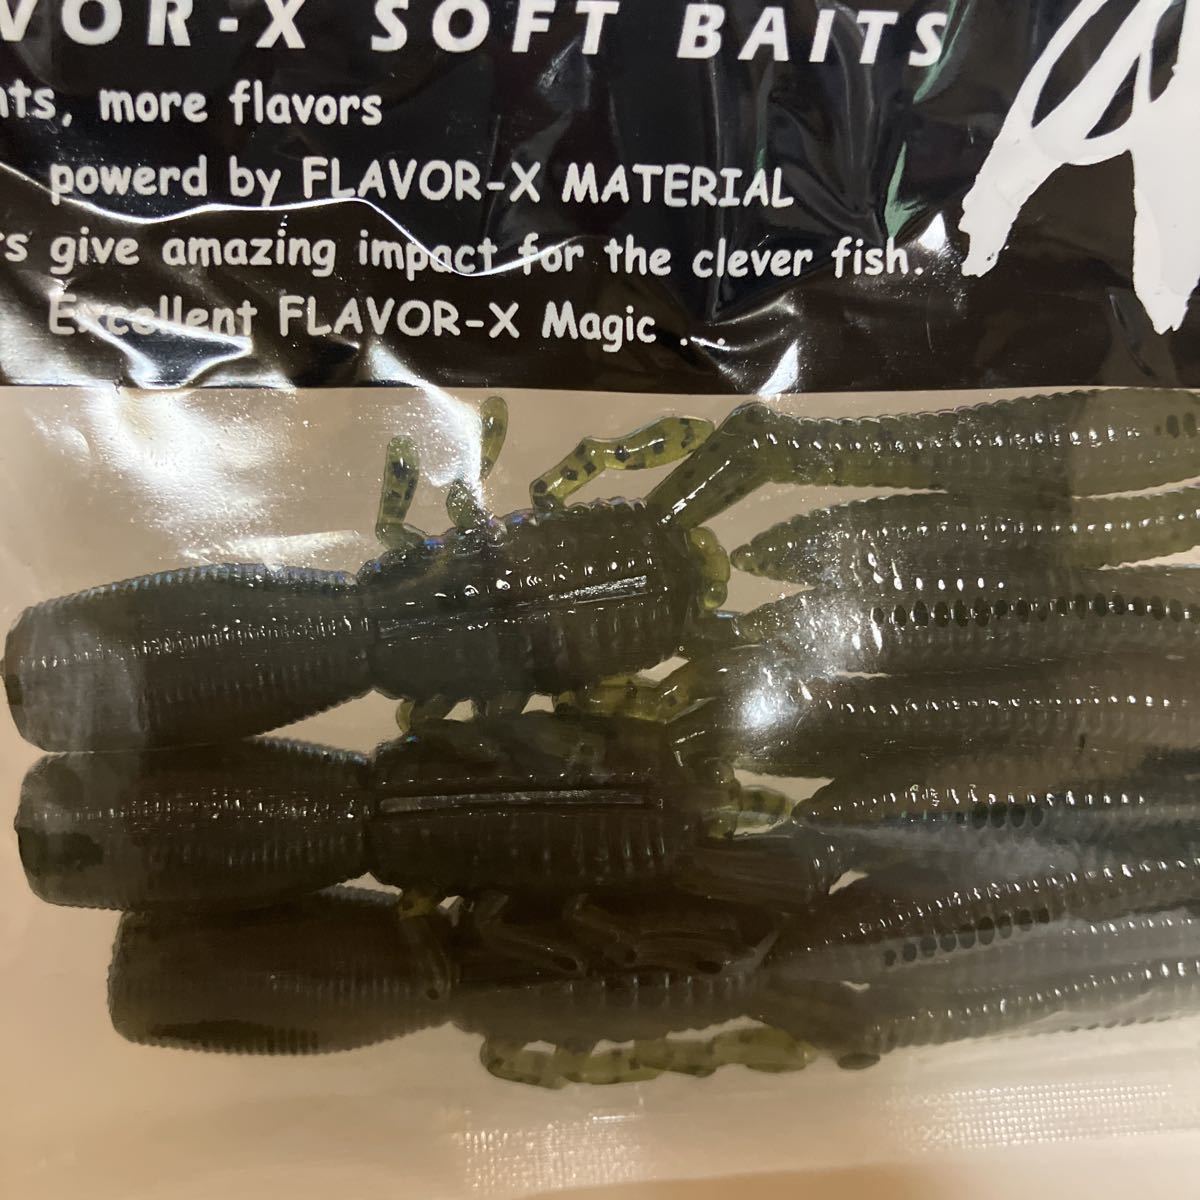 VOR-X SOFT BAITS
nts, more flavors
powerd by FLAVOR-X MATERIAL
rs give amazing impact for the clever fish.
Excellent FLAVOR-X Magic ...